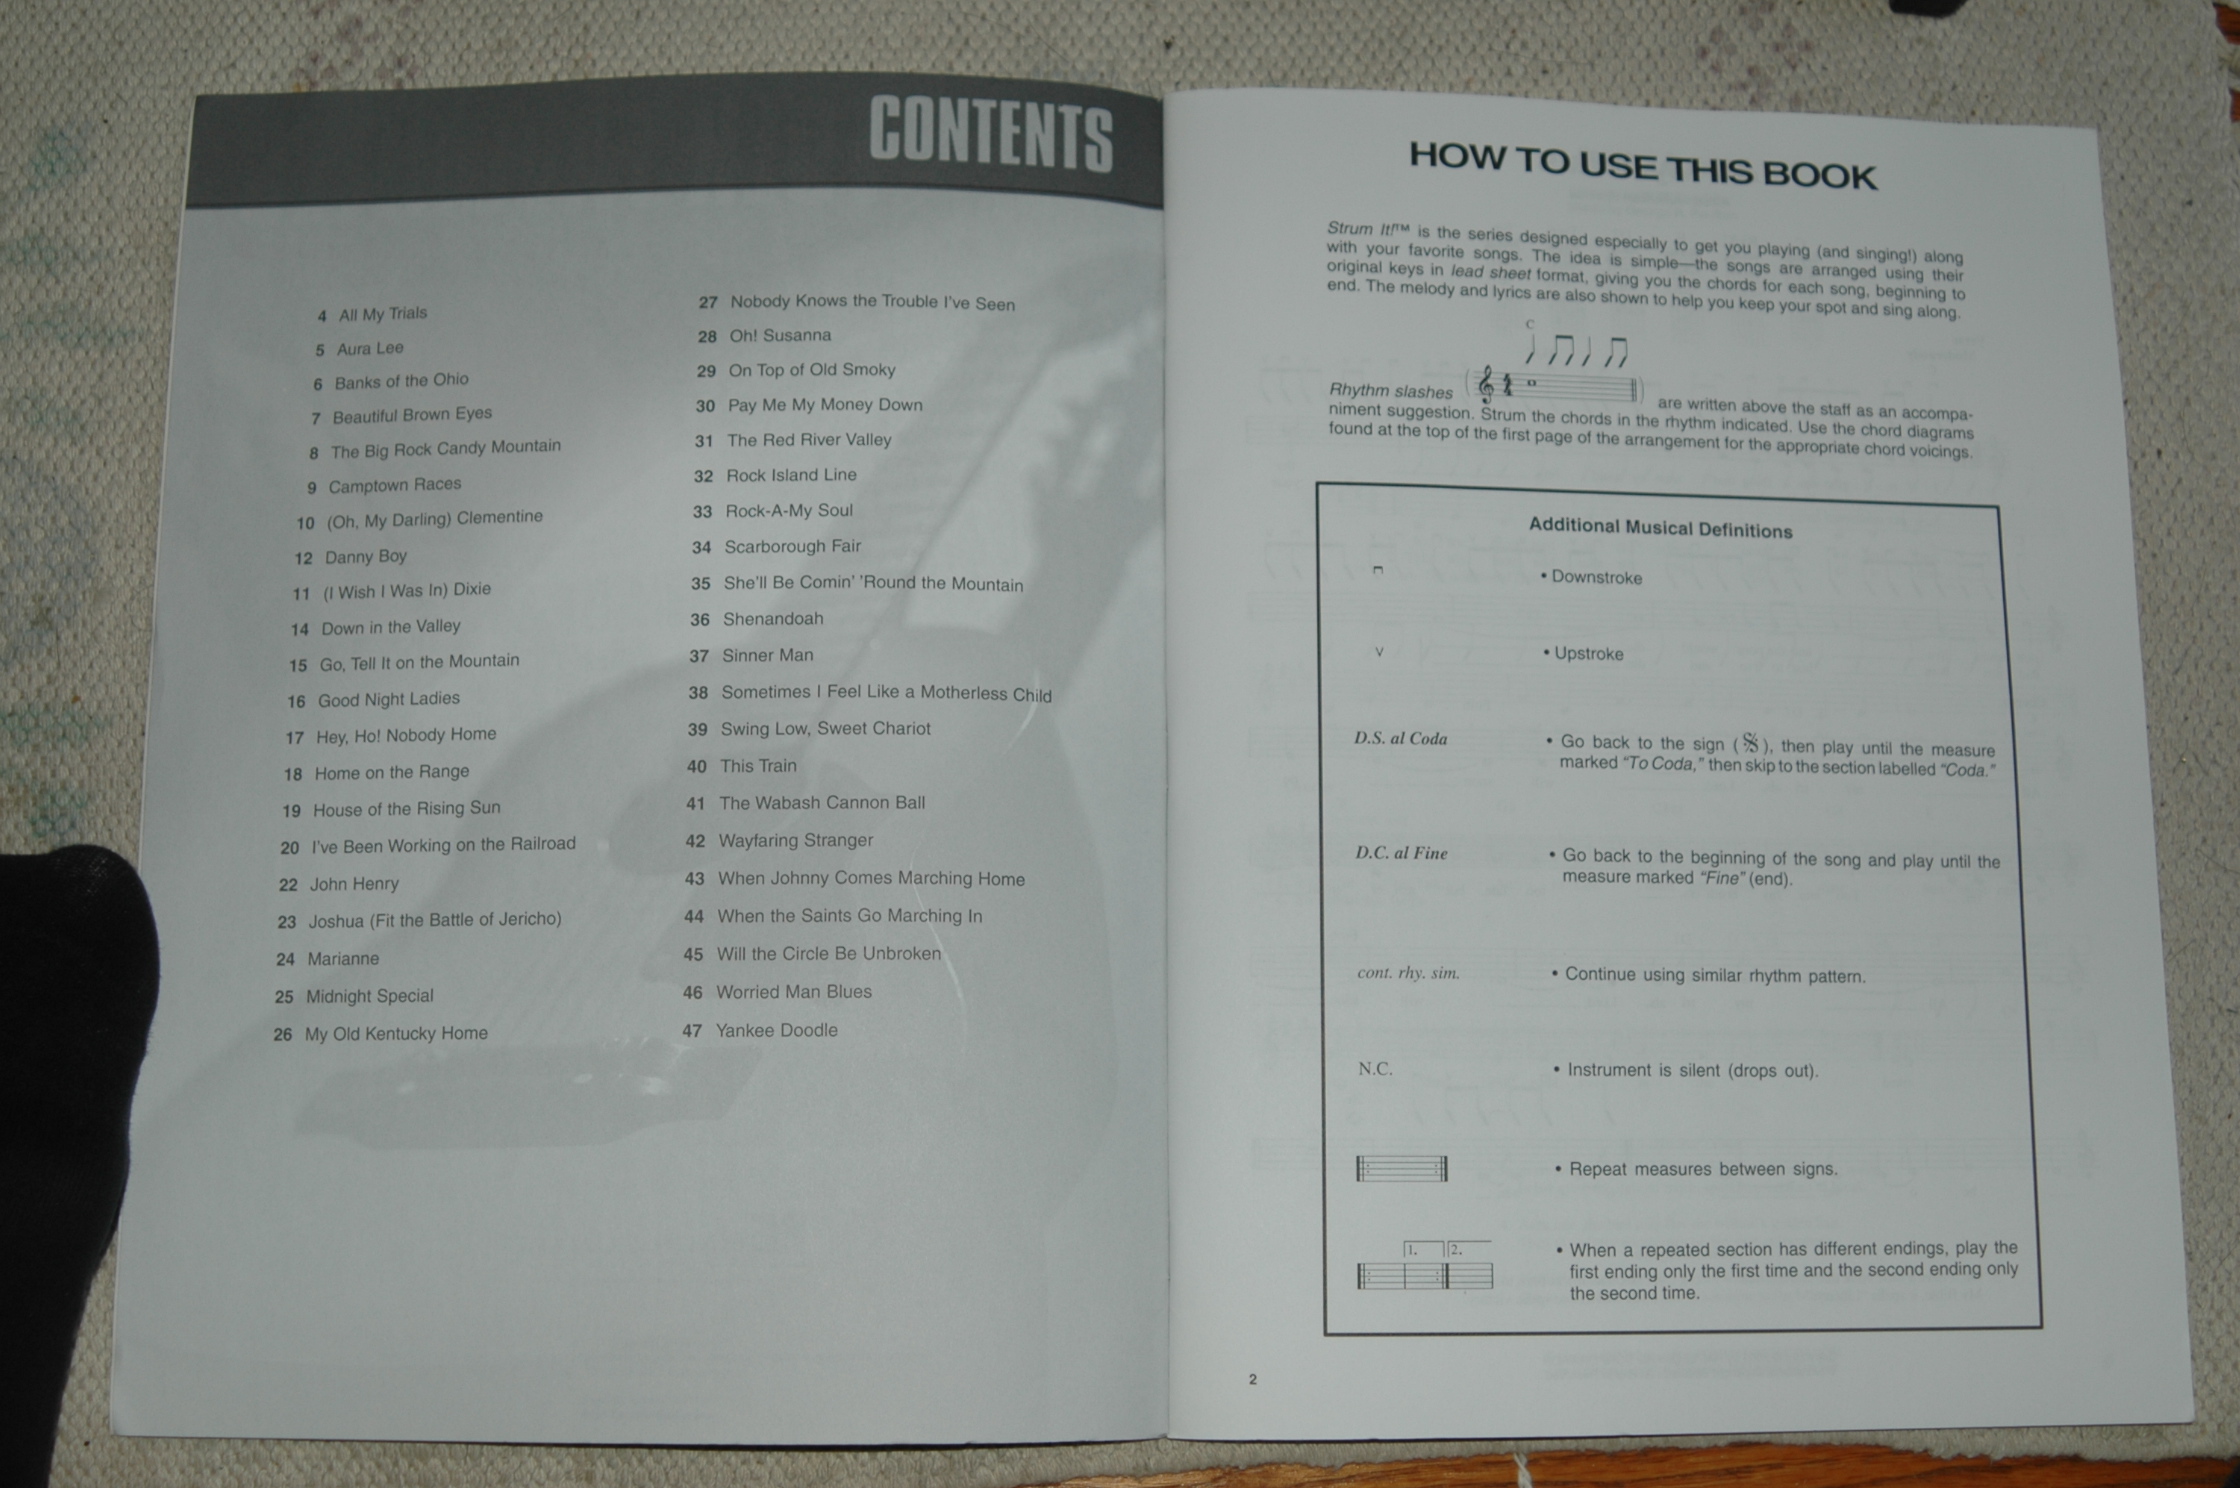 CONTENTS
4 All My Trials
5 Aura Lee
6 Banks of the Ohio
7 Beautiful Brown Eyes
8 The Big Rock Candy Mountain
9 Camptown Races
10 (Oh, My Darling) Clementine
12 Danny Boy
11 (I Wish I Was In) Dixie
14 Down in the Valley
15 Go, Tell It on the Mountain
16 Good Night Ladies
17 Hey, Ho! Nobody Home
18 Home on the Range
19 House of the Rising Sun
20 I've Been Working on the Railroad
22 John Henry
23 Joshua (Fit the Battle of Jericho)
24 Marianne
25 Midnight Special
26 My Old Kentucky Home
27 Nobody Knows the Trouble I've Seen
28 Oh! Susanna
29 On Top of Old Smoky
30 Pay Me My Money Down
31 The Red River Valley
32 Rock Island Line
33 Rock-A-My Soul
34 Scarborough Fair
35 She'll Be Comin' 'Round the Mountain
36 Shenandoah
37 Sinner Man
38 Sometimes I Feel Like a Motherless Child
39 Swing Low, Sweet Chariot
40 This Train
41 The Wabash Cannon Ball
42 Wayfaring Stranger
43 When Johnny Comes Marching Home
44 When the Saints Go Marching In
45 Will the Circle Be Unbroken
46 Worried Man Blues
47 Yankee Doodle
HOW TO USE THIS BOOK
Strum It!™ is the series designed especially to get you playing (and singing!) along
with your favorite songs. The idea is simple—the songs are arranged using their
original keys in lead sheet format, giving you the chords for each song, beginning to
end. The melody and lyrics are also shown to help you keep your spot and sing along.
C
Rhythm slashes ( ) are written above the staff as an accompa-
niment suggestion. Strum the chords in the rhythm indicated. Use the chord diagrams
found at the top of the first page of the arrangement for the appropriate chord voicings.
Additional Musical Definitions
• Downstroke
V • Upstroke
D.S. al Coda • Go back to the sign (𝄋), then play until the measure
marked "To Coda," then skip to the section labelled "Coda."
D.C. al Fine • Go back to the beginning of the song and play until the
measure marked "Fine" (end).
cont. rhy. sim. • Continue using similar rhythm pattern.
N.C. • Instrument is silent (drops out).
• Repeat measures between signs.
1. 2. • When a repeated section has different endings, play the
first ending only the first time and the second ending only
the second time.
2